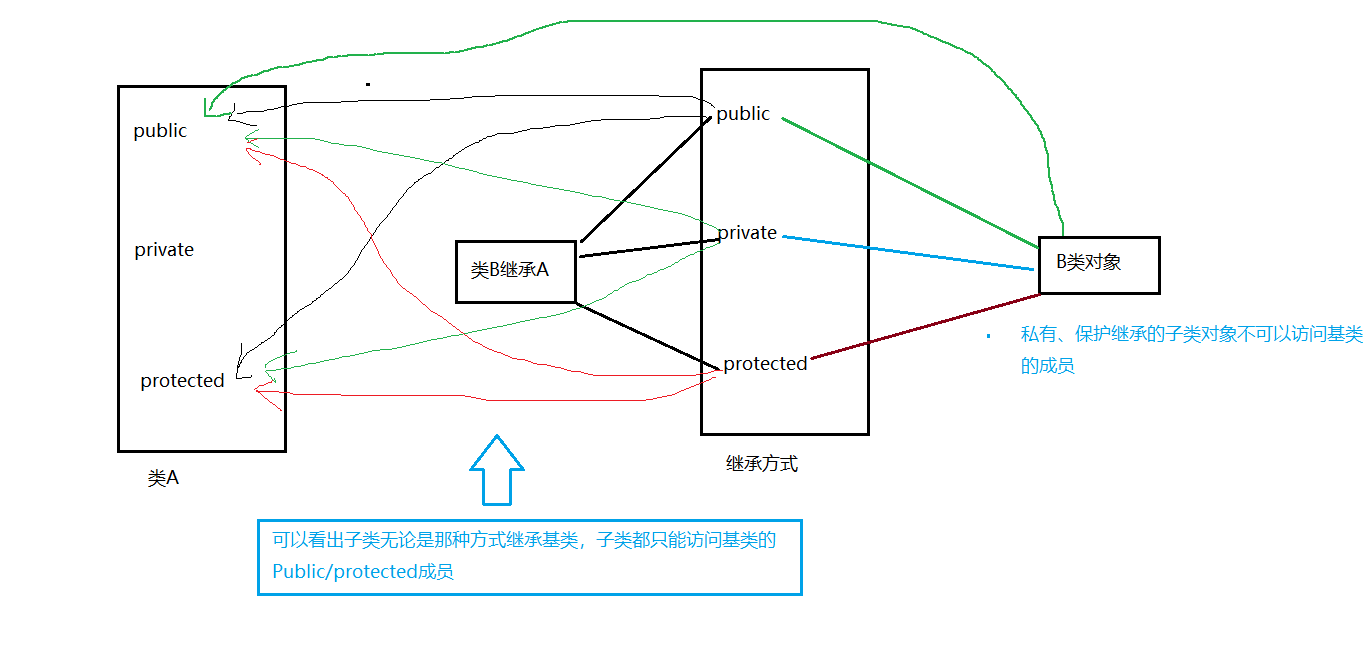 public
private
protected
类A
类B继承A
public
private
protected
继承方式
B类对象
私有、保护继承的子类对象不可以访问基类
的成员
可以看出子类无论是那种方式继承基类，子类都只能访问基类的
Public/protected成员